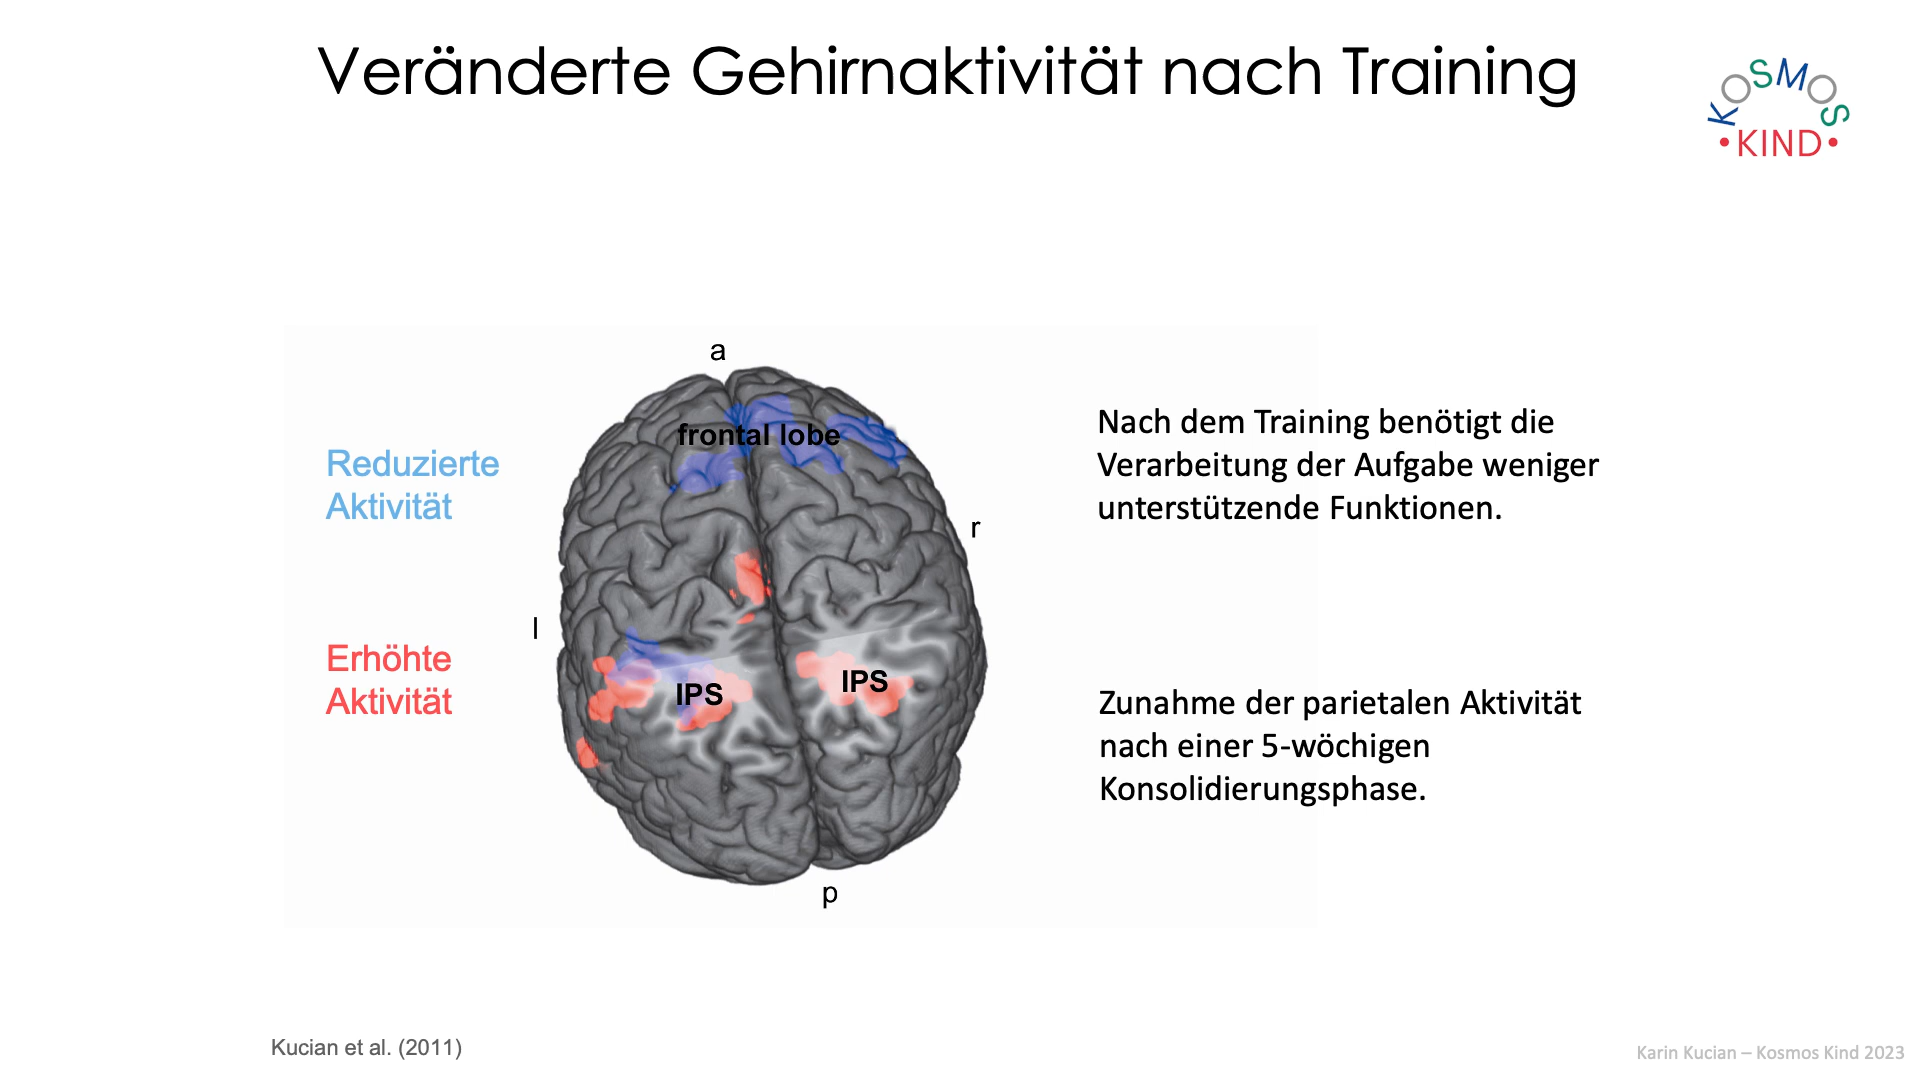 Veränderte Gehirnaktivität nach Training
KOSMOS
•KIND•
a
frontal lobe
Reduzierte
Aktivität
Nach dem Training benötigt die
Verarbeitung der Aufgabe weniger
unterstützende Funktionen.
r
l
Erhöhte
Aktivität
IPS
IPS
Zunahme der parietalen Aktivität
nach einer 5-wöchigen
Konsolidierungsphase.
p
Kucian et al. (2011)
Karin Kucian – Kosmos Kind 2023